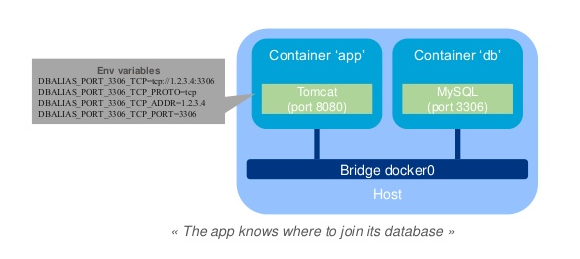 Env variables
DBALIAS_PORT_3306_TCP=tcp://1.2.3.4:3306
DBALIAS_PORT_3306_TCP_PROTO=tcp
DBALIAS_PORT_3306_TCP_ADDR=1.2.3.4
DBALIAS_PORT_3306_TCP_PORT=3306
Container ‘app’
Tomcat
(port 8080)
Container ‘db’
MySQL
(port 3306)
Bridge docker0
Host
« The app knows where to join its database »